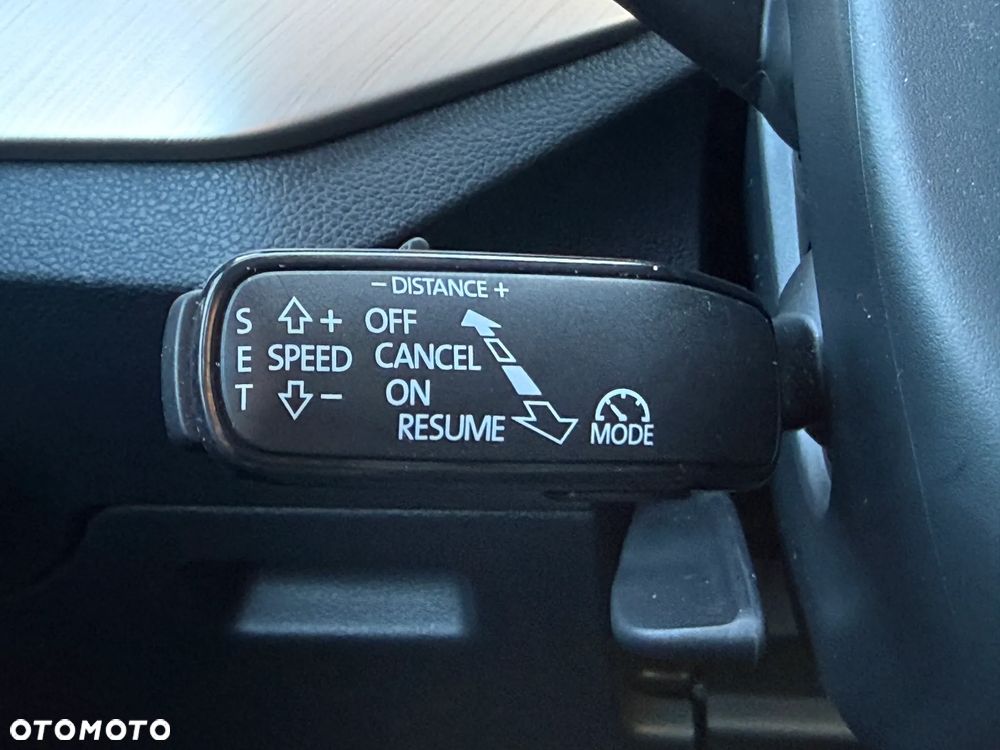 - DISTANCE +
S + OFF
E SPEED CANCEL
T - ON
RESUME MODE
OTOMOTO